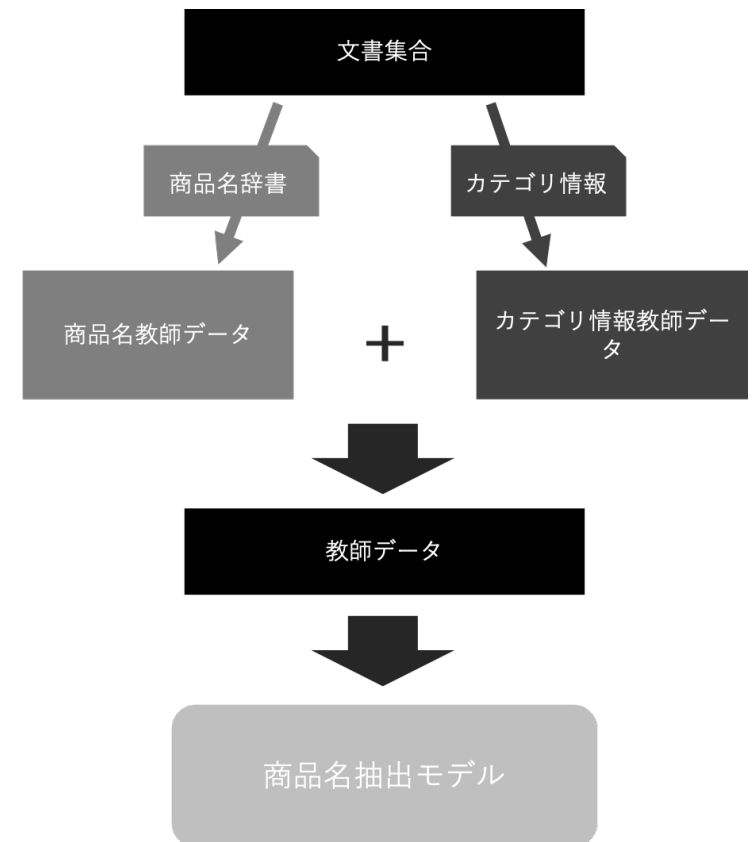 文書集合
商品名辞書
カテゴリ情報
商品名教師データ
+
カテゴリ情報教師デー
タ
教師データ
商品名抽出モデル